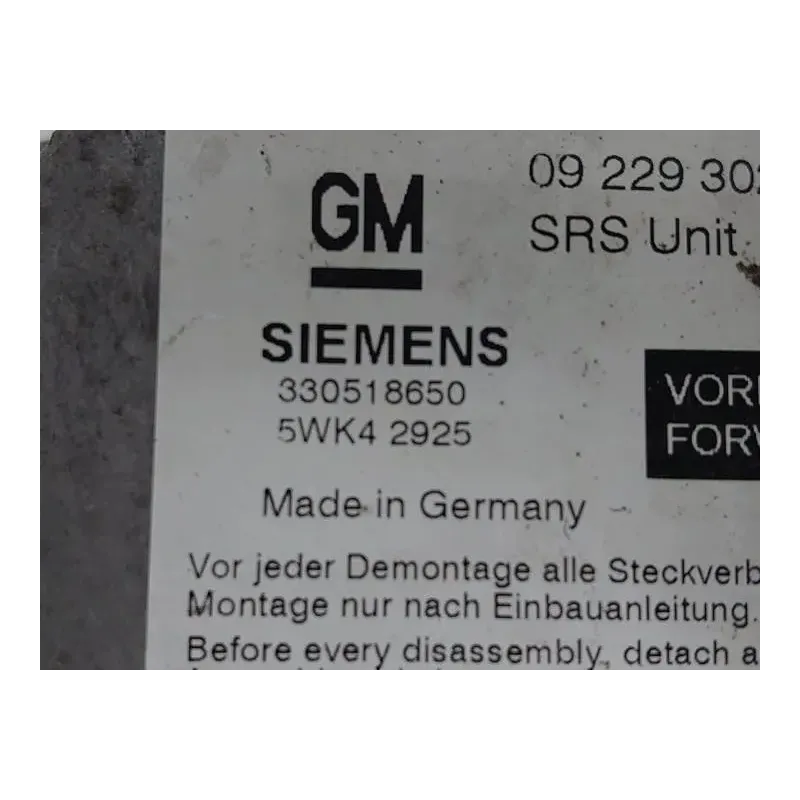 GM
09 229 302
SRS Unit
SIEMENS
330518650
5WK4 2925
VOR
FOR
Made in Germany
Vor jeder Demontage alle Steckverb
Montage nur nach Einbauanleitung.
Before every disassembly, detach a